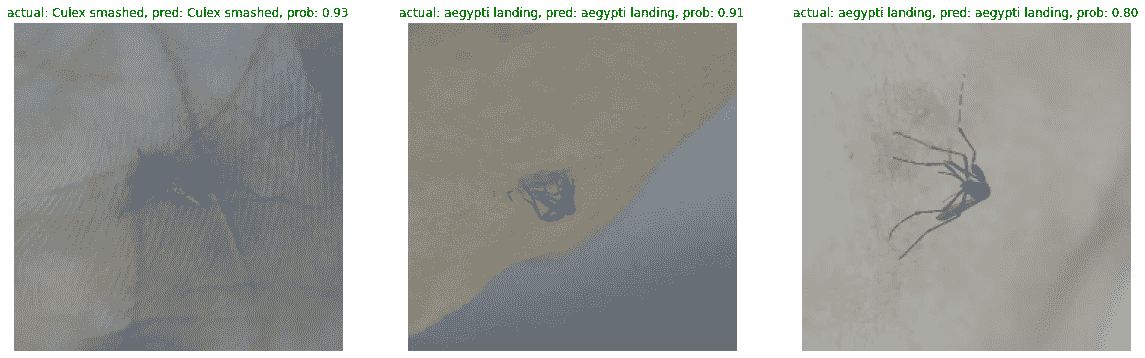 actual: Culex smashed, pred: Culex smashed, prob: 0.93
actual: aegypti landing, pred: aegypti landing, prob: 0.91
actual: aegypti landing, pred: aegypti landing, prob: 0.80